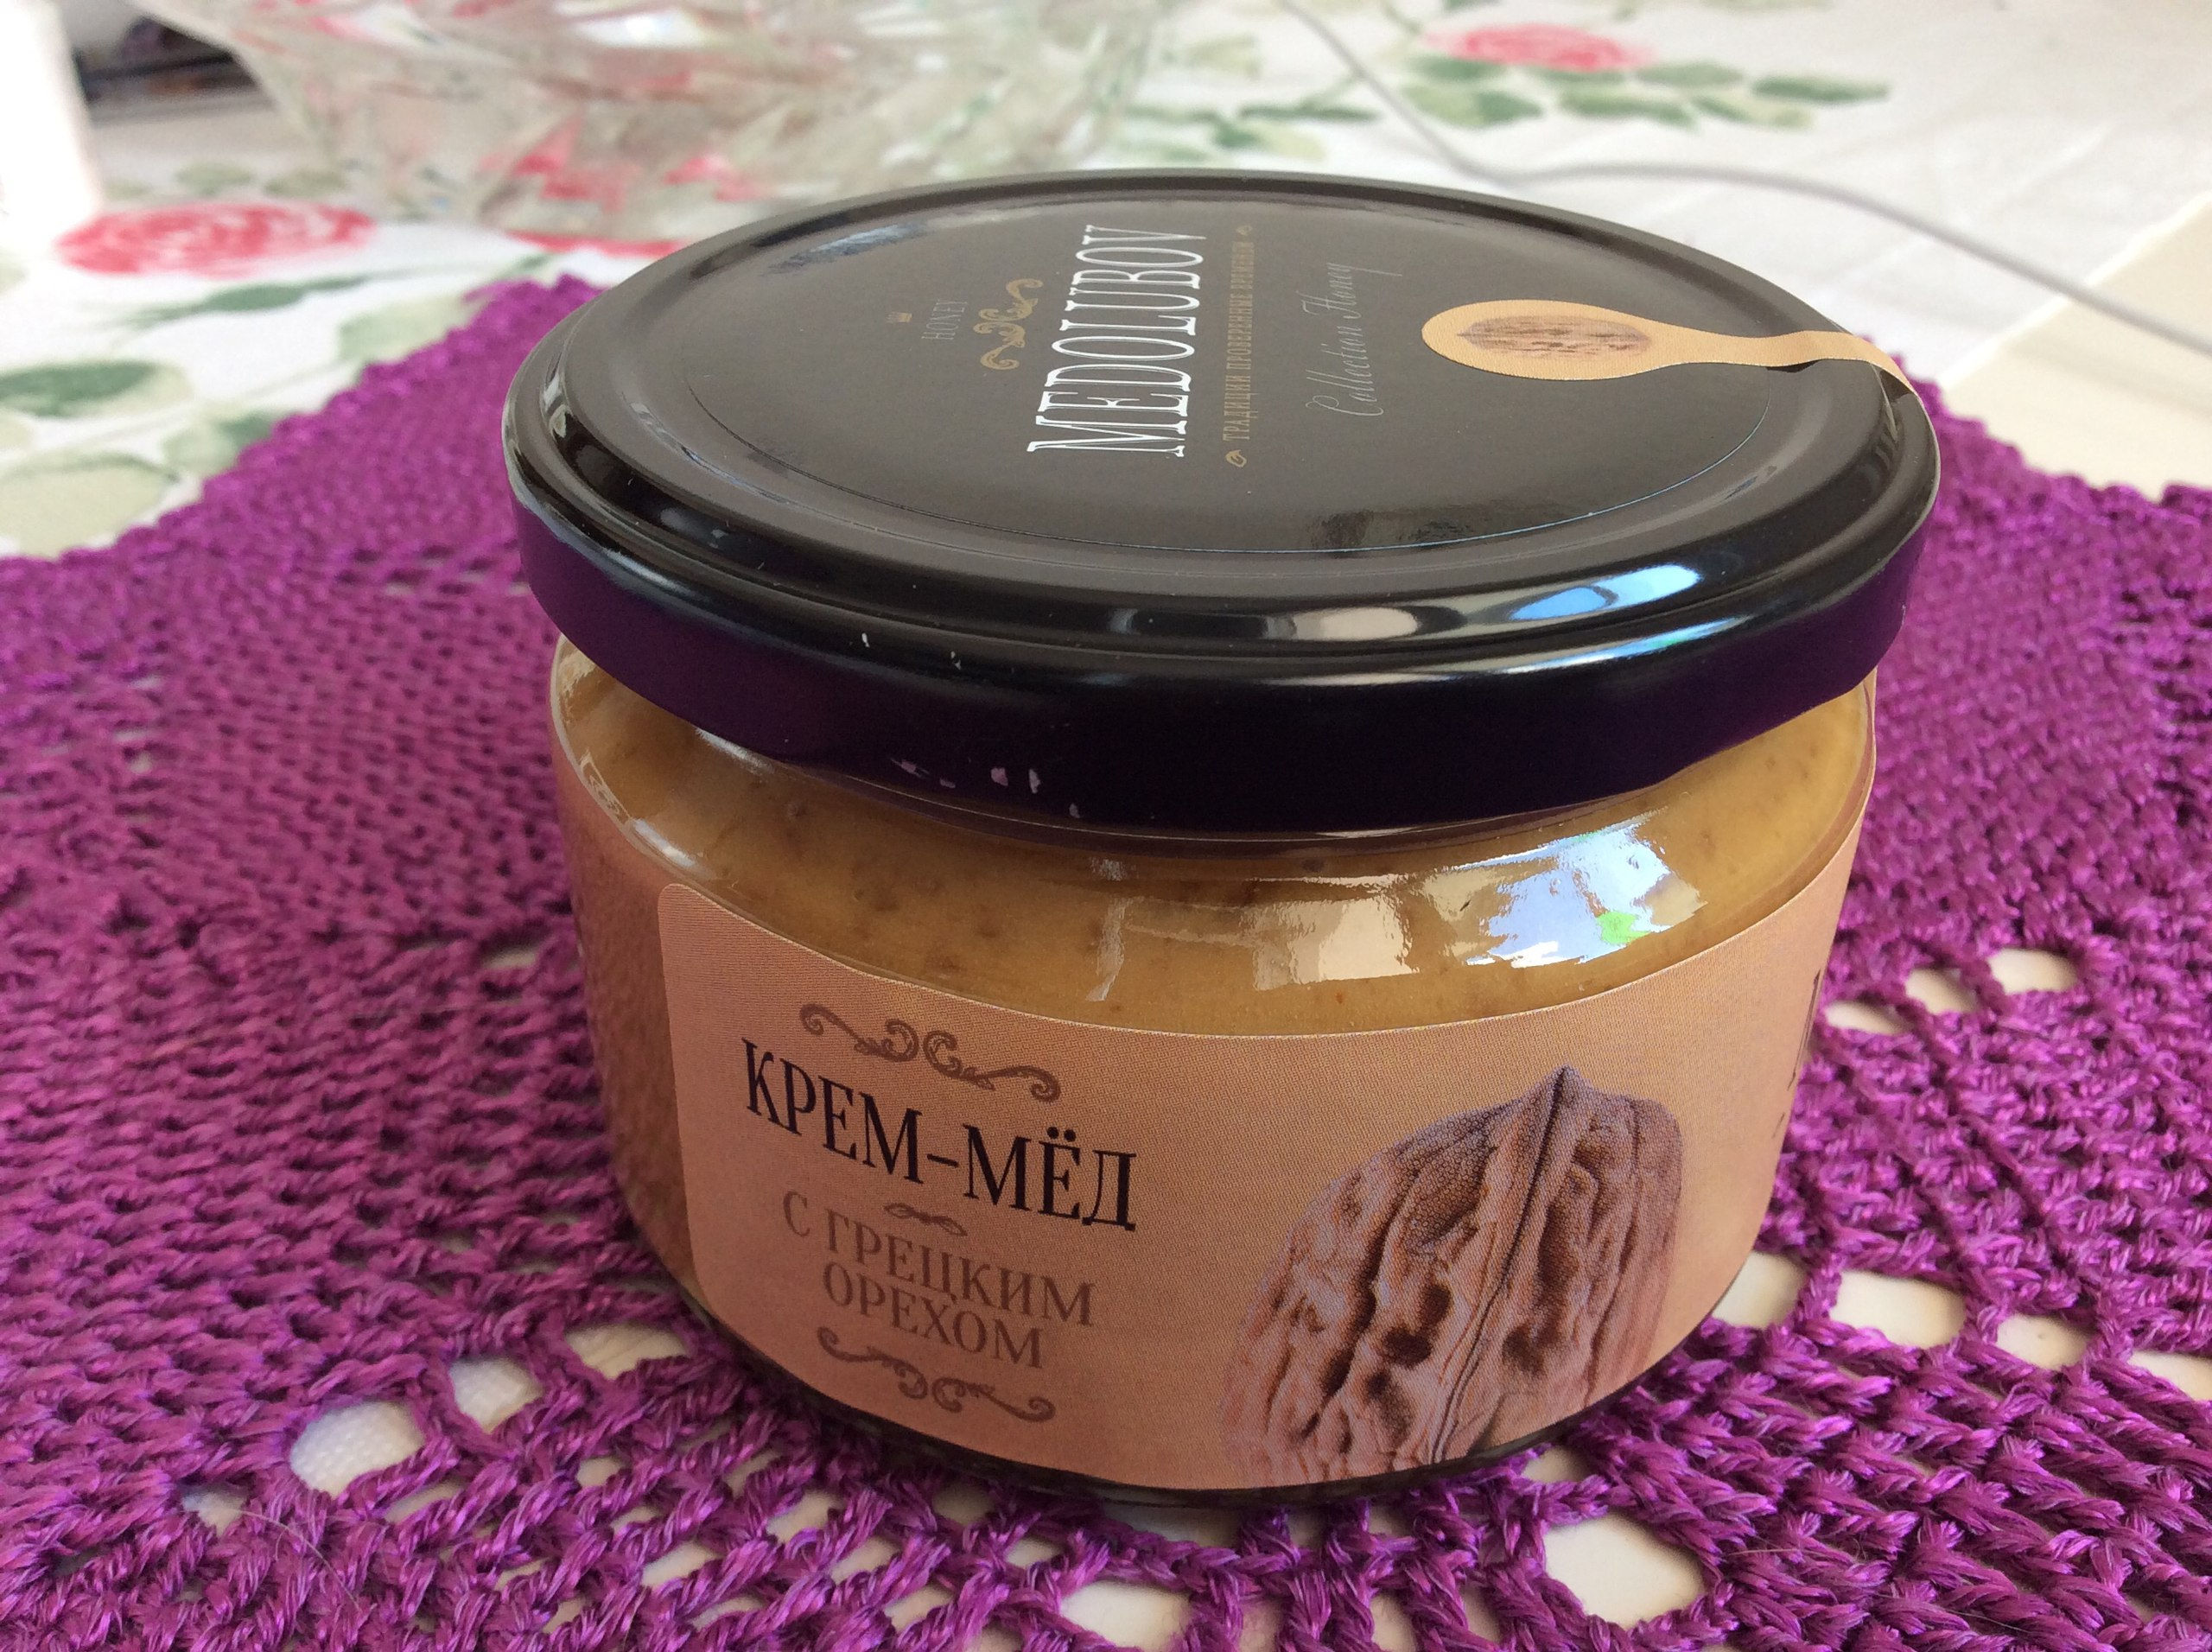 HONEY
MEDOLUBOV
ТРАДИЦИИ ПРОВЕРЕННЫЕ ВРЕМЕНЕМ
Collection Honey
КРЕМ-МЁД
С ГРЕЦКИМ
ОРЕХОМ